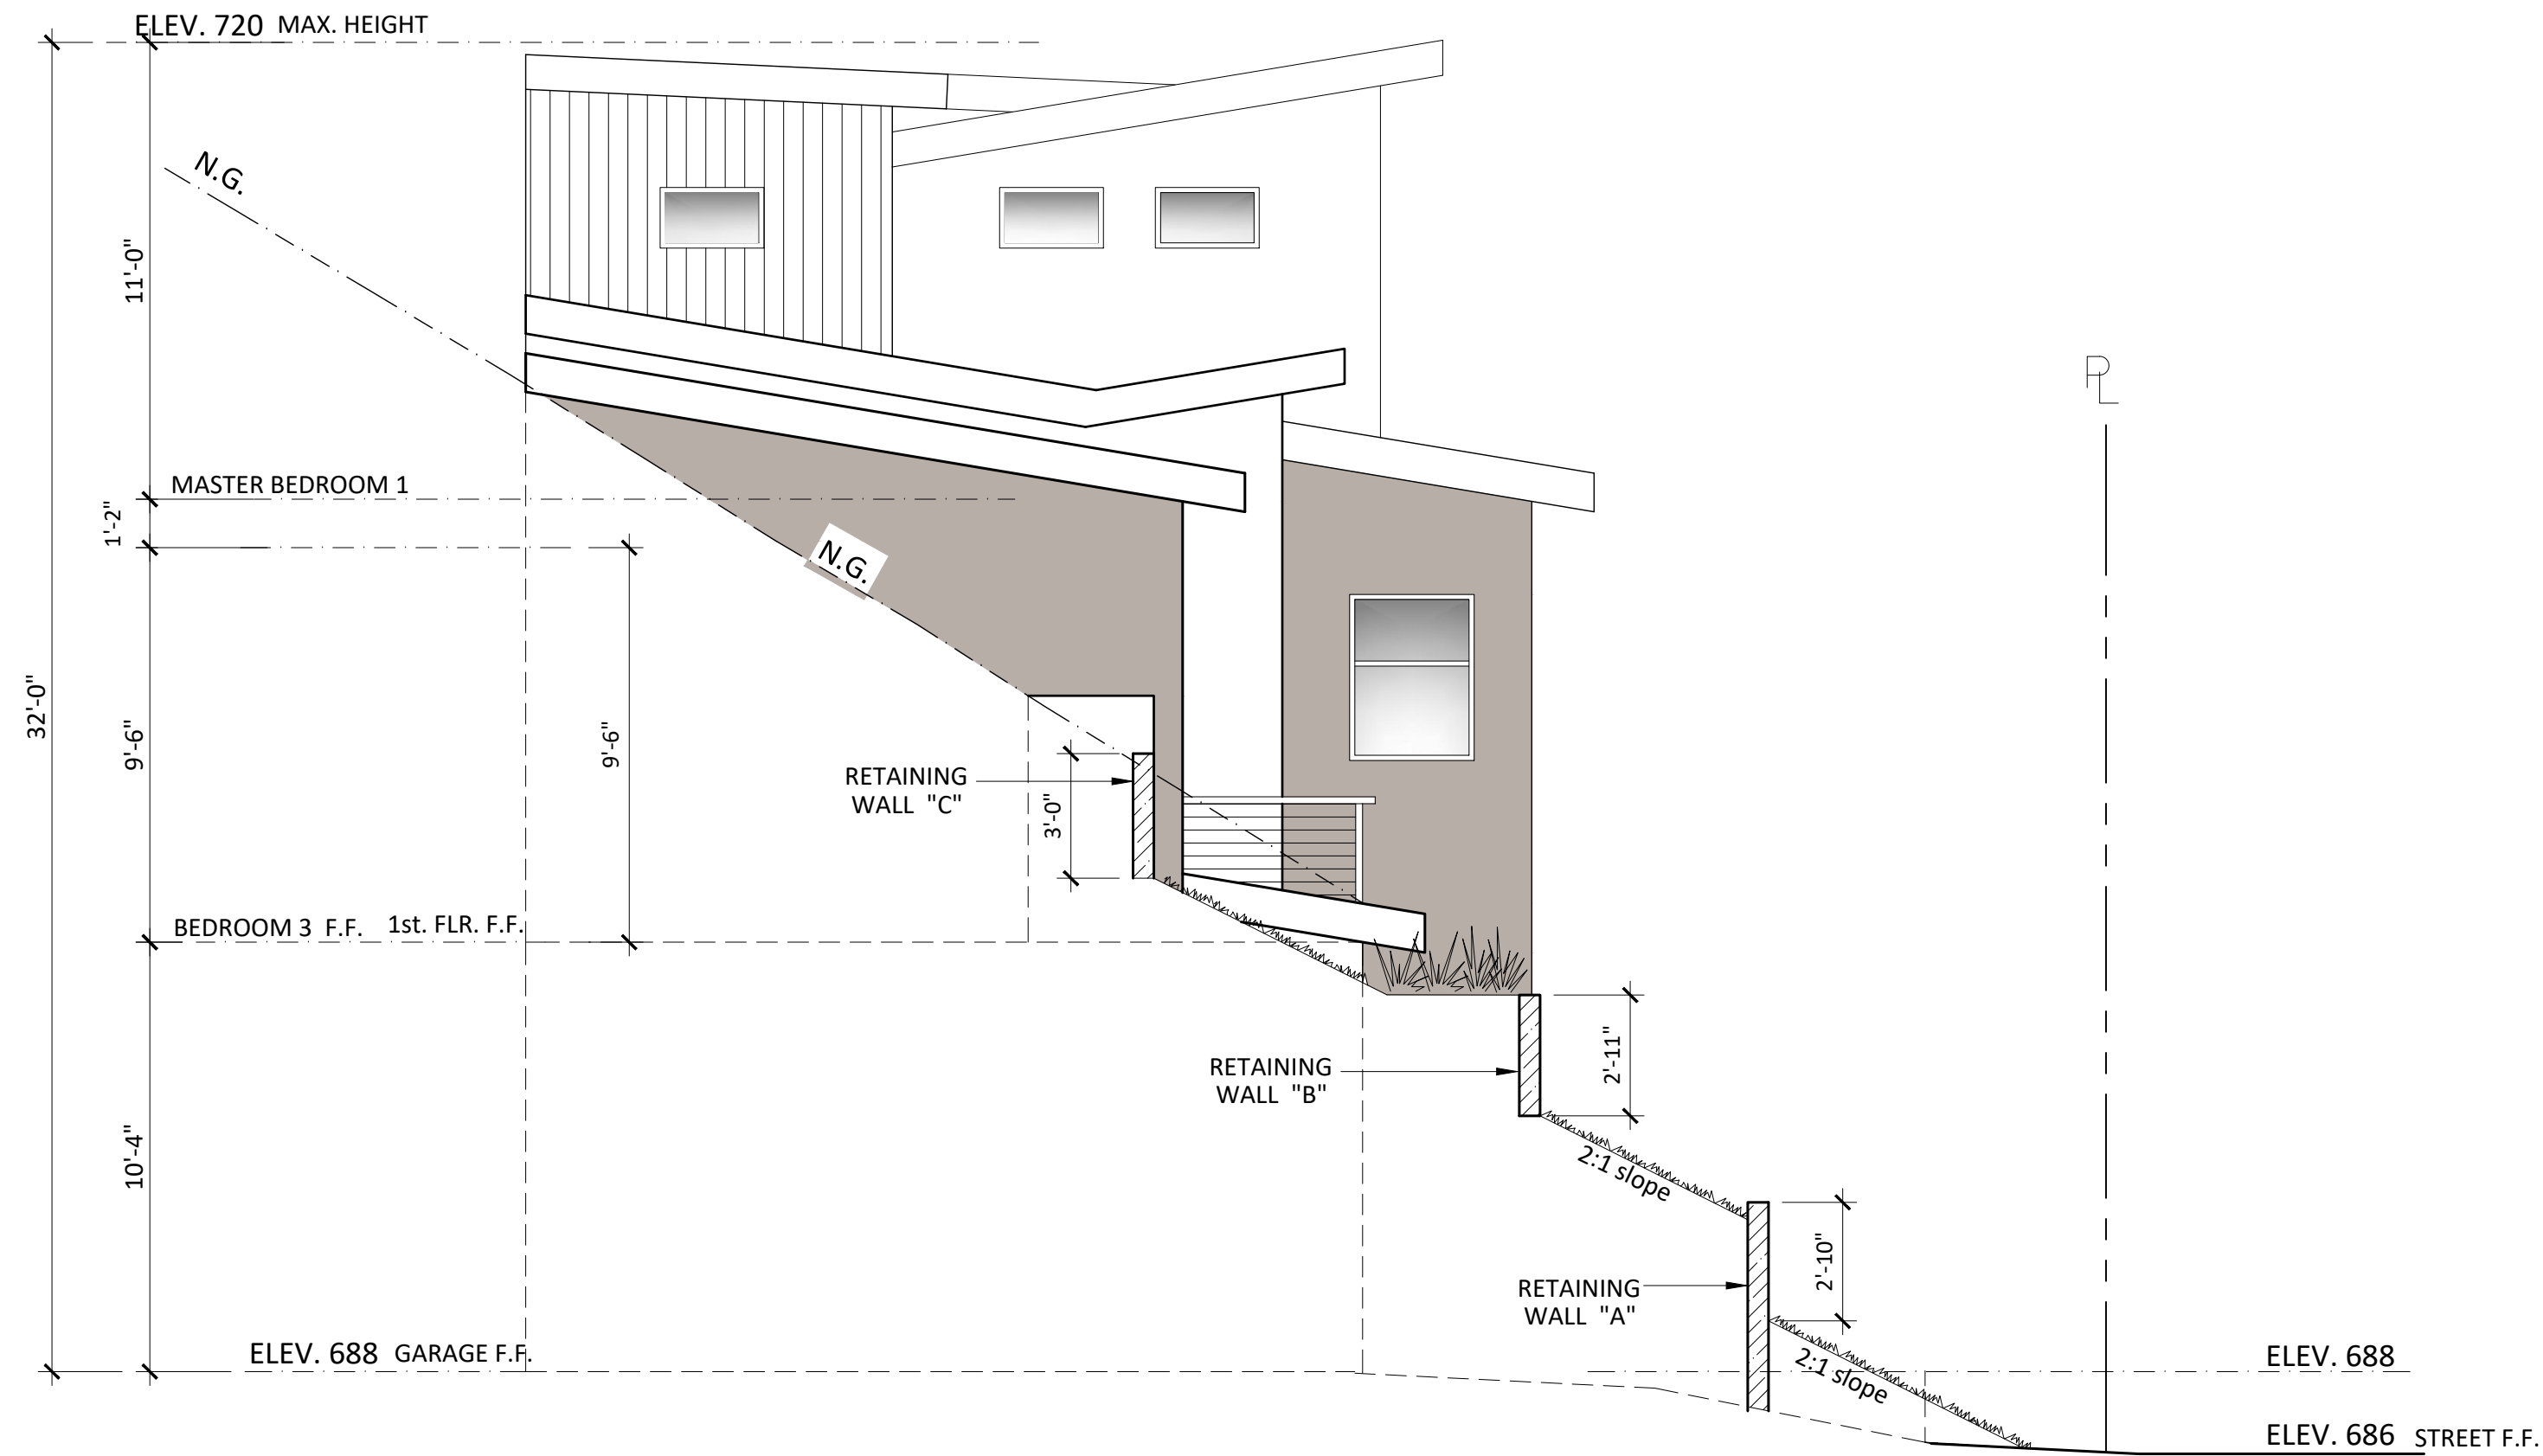 ELEV. 720 MAX. HEIGHT
N.G.
11'-0"
PL
MASTER BEDROOM 1
1'-2"
N.G.
32'-0"
9'-6"
9'-6"
RETAINING
WALL "C"
3'-0"
BEDROOM 3 F.F. 1st. FLR. F.F.
2'-11"
RETAINING
WALL "B"
10'-4"
2:1 slope
2'-10"
RETAINING
WALL "A"
ELEV. 688 GARAGE F.F.
2:1 slope
ELEV. 688
ELEV. 686 STREET F.F.